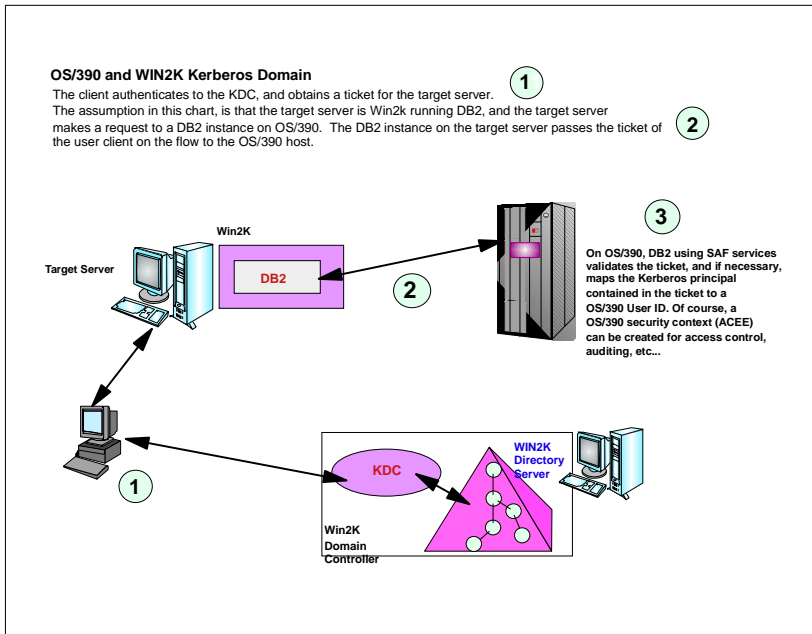 OS/390 and WIN2K Kerberos Domain
1
The client authenticates to the KDC, and obtains a ticket for the target server.
The assumption in this chart, is that the target server is Win2k running DB2, and the target server
makes a request to a DB2 instance on OS/390.  The DB2 instance on the target server passes the ticket of
the user client on the flow to the OS/390 host.
2
Win2K
Target Server
DB2
2
3
On OS/390, DB2 using SAF services
validates the ticket, and if necessary,
maps the Kerberos principal
contained in the ticket to a
OS/390 User ID. Of course, a
OS/390 security context (ACEE)
can be created for access control,
auditing, etc...
1
KDC
WIN2K
Directory
Server
Win2K
Domain
Controller